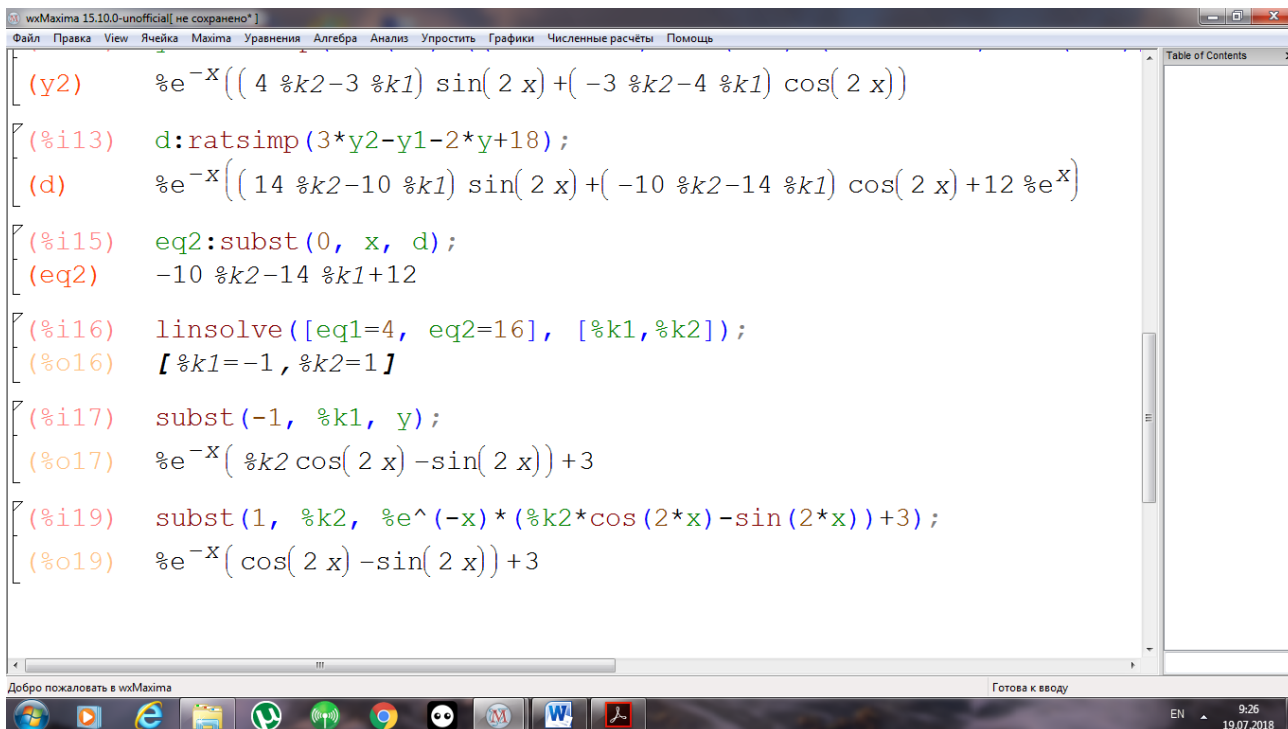 wxMaxima 15.10.0-unofficial[ не сохранено* ]
Файл Правка View Ячейка Maxima Уравнения Алгебра Анализ Упростить Графики Численные расчёты Помощь
Table of Contents
(y2) %e^-x((4 %k2-3 %k1) sin(2 x)+(-3 %k2-4 %k1) cos(2 x))
(%i13) d:ratsimp(3*y2-y1-2*y+18);
(d) %e^-x((14 %k2-10 %k1) sin(2 x)+(-10 %k2-14 %k1) cos(2 x)+12 %e^x)
(%i15) eq2:subst(0, x, d);
(eq2) -10 %k2-14 %k1+12
(%i16) linsolve([eq1=4, eq2=16], [%k1,%k2]);
(%o16) [%k1=-1,%k2=1]
(%i17) subst(-1, %k1, y);
(%o17) %e^-x(%k2 cos(2 x)-sin(2 x))+3
(%i19) subst(1, %k2, %e^(-x)*(%k2*cos(2*x)-sin(2*x))+3);
(%o19) %e^-x(cos(2 x)-sin(2 x))+3
Добро пожаловать в wxMaxima
Готова к вводу
EN
9:26
19.07.2018